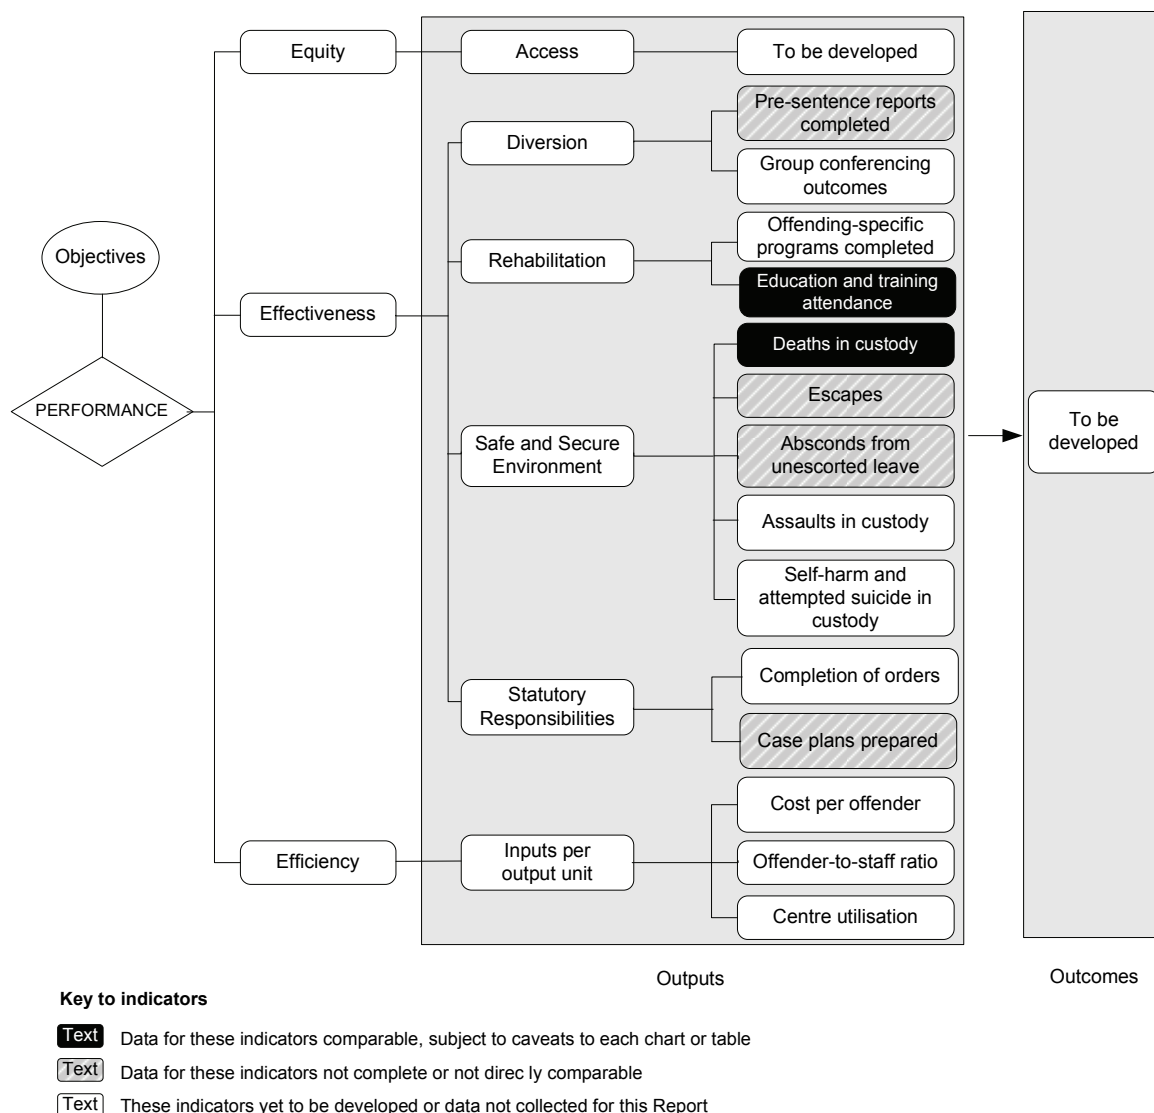 Equity
Access
To be developed
Pre-sentence reports
completed
Diversion
Group conferencing
outcomes
Offending-specific
programs completed
Objectives
Rehabilitation
Education and training
attendance
Effectiveness
Deaths in custody
Escapes
PERFORMANCE
Safe and Secure
Environment
Absconds from
unescorted leave
To be
developed
Assaults in custody
Self-harm and
attempted suicide in
custody
Completion of orders
Statutory
Responsibilities
Case plans prepared
Cost per offender
Efficiency
Inputs per
output unit
Offender-to-staff ratio
Centre utilisation
Outputs
Outcomes
Key to indicators
Text Data for these indicators comparable, subject to caveats to each chart or table
Text Data for these indicators not complete or not direc ly comparable
Text These indicators yet to be developed or data not collected for this Report